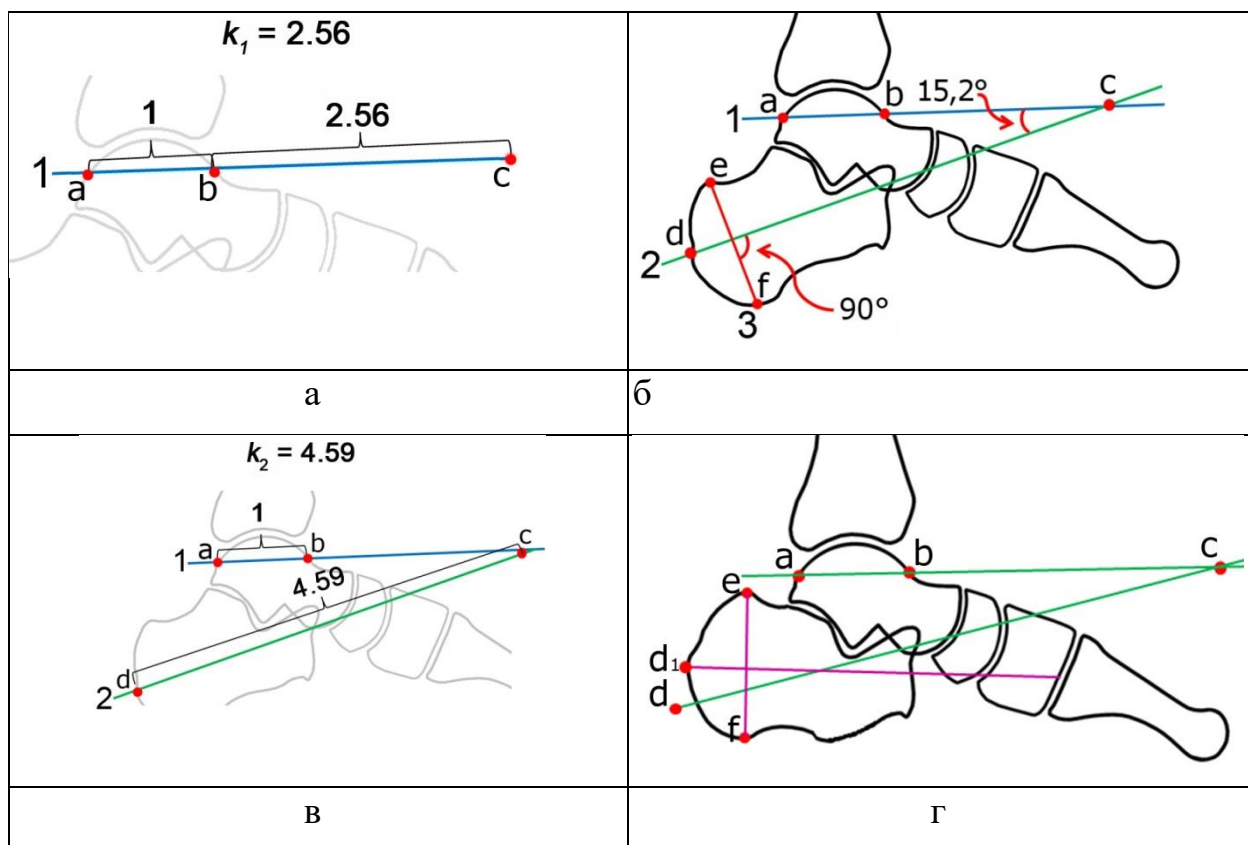 k₁ = 2.56
1
2.56
1
a
b
c
c
15,2°
b
a
1
e
d
2
f
3
90°
а
б
k₂ = 4.59
1
c
b
a
1
4.59
d
2
c
b
a
e
d₁
d
f
в
г